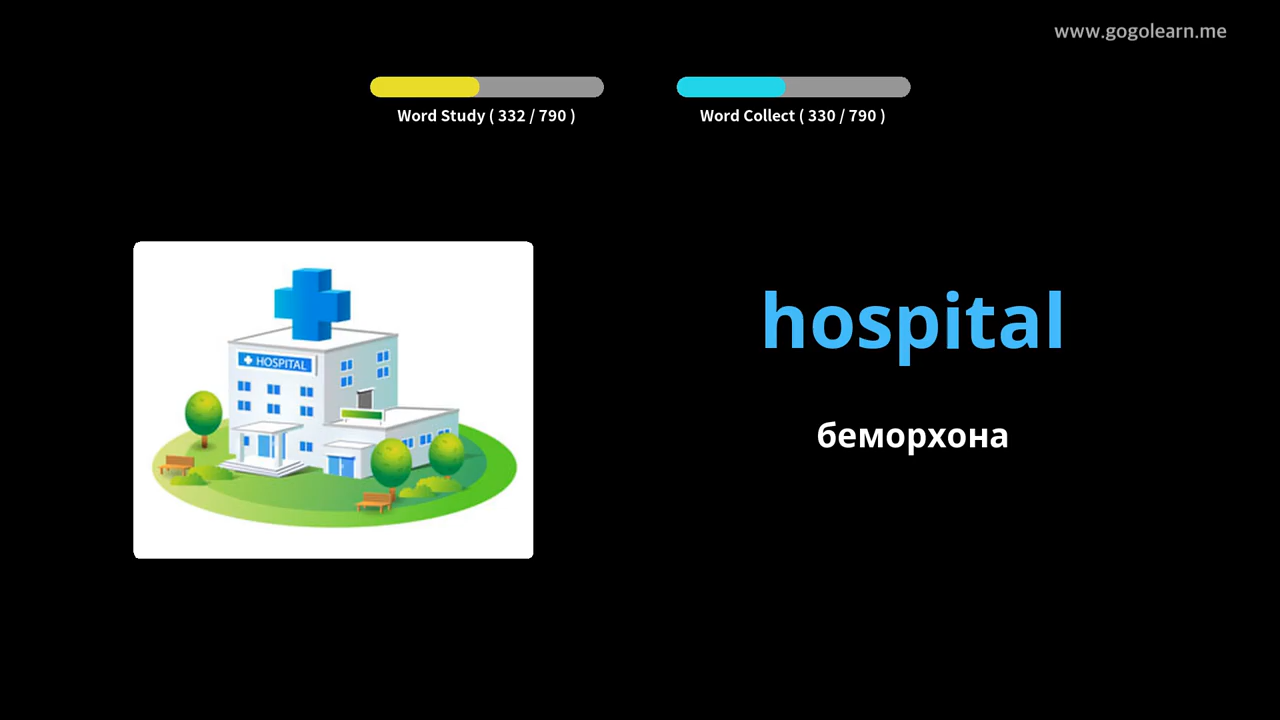 www.gogolearn.me
Word Study ( 332 / 790 )
Word Collect ( 330 / 790 )
HOSPITAL
hospital
беморхона